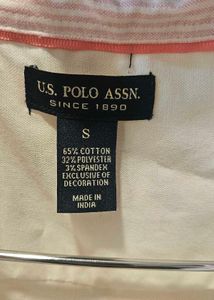 U.S. POLO ASSN.
SINCE 1890
S
65% COTTON
32% POLYESTER
3% SPANDEX
EXCLUSIVE OF
DECORATION
MADE IN
INDIA